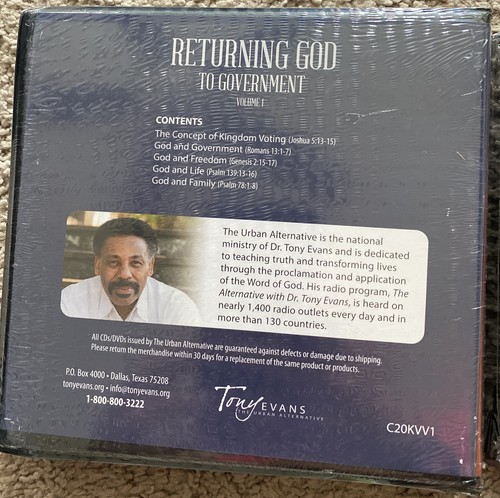 RETURNING GOD
TO GOVERNMENT
VOLUME 1
CONTENTS
The Concept of Kingdom Voting (Joshua 5:13-15)
God and Government (Romans 13:1-7)
God and Freedom (Genesis 2:15-17)
God and Life (Psalm 139:13-16)
God and Family (Psalm 78:1-8)
The Urban Alternative is the national
ministry of Dr. Tony Evans and is dedicated
to teaching truth and transforming lives
through the proclamation and application
of the Word of God. His radio program, The
Alternative with Dr. Tony Evans, is heard on
nearly 1,400 radio outlets every day and in
more than 130 countries.
All CDs/DVDs issued by The Urban Alternative are guaranteed against defects or damage due to shipping.
Please return the merchandise within 30 days for a replacement of the same product or products.
P.O. Box 4000 • Dallas, Texas 75208
tonyevans.org • info@tonyevans.org
1-800-800-3222
Tony EVANS
THE URBAN ALTERNATIVE
C20KVV1